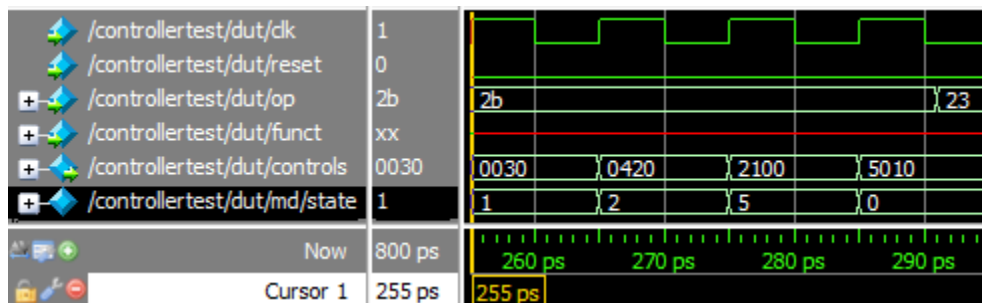 /controllertest/dut/clk 1
/controllertest/dut/reset 0
/controllertest/dut/op 2b 2b 23
/controllertest/dut/funct xx
/controllertest/dut/controls 0030 0030 0420 2100 5010
/controllertest/dut/md/state 1 1 2 5 0
Now 800 ps 260 ps 270 ps 280 ps 290 ps
Cursor 1 255 ps 255 ps